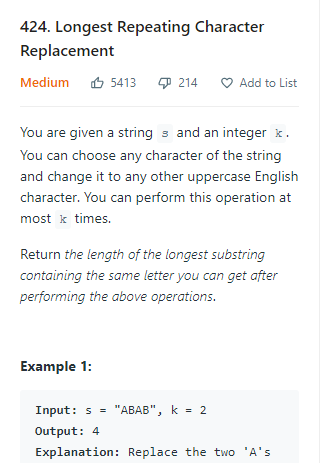 424. Longest Repeating Character
Replacement
Medium 5413 214 Add to List
You are given a string s and an integer k.
You can choose any character of the string
and change it to any other uppercase English
character. You can perform this operation at
most k times.
Return the length of the longest substring
containing the same letter you can get after
performing the above operations.
Example 1:
Input: s = "ABAB", k = 2
Output: 4
Explanation: Replace the two 'A's